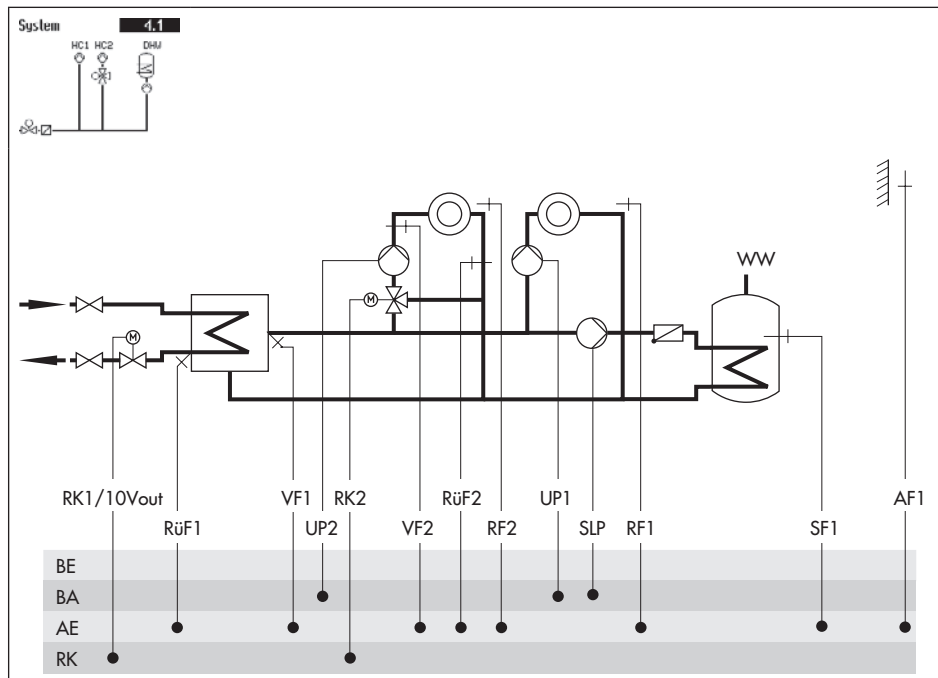 System 4.1
HC1 HC2 DHW
WW
M
M
RK1/10Vout VF1 RK2 RüF2 UP1 RF1 AF1
RüF1 UP2 VF2 RF2 SLP SF1
BE
BA
AE
RK